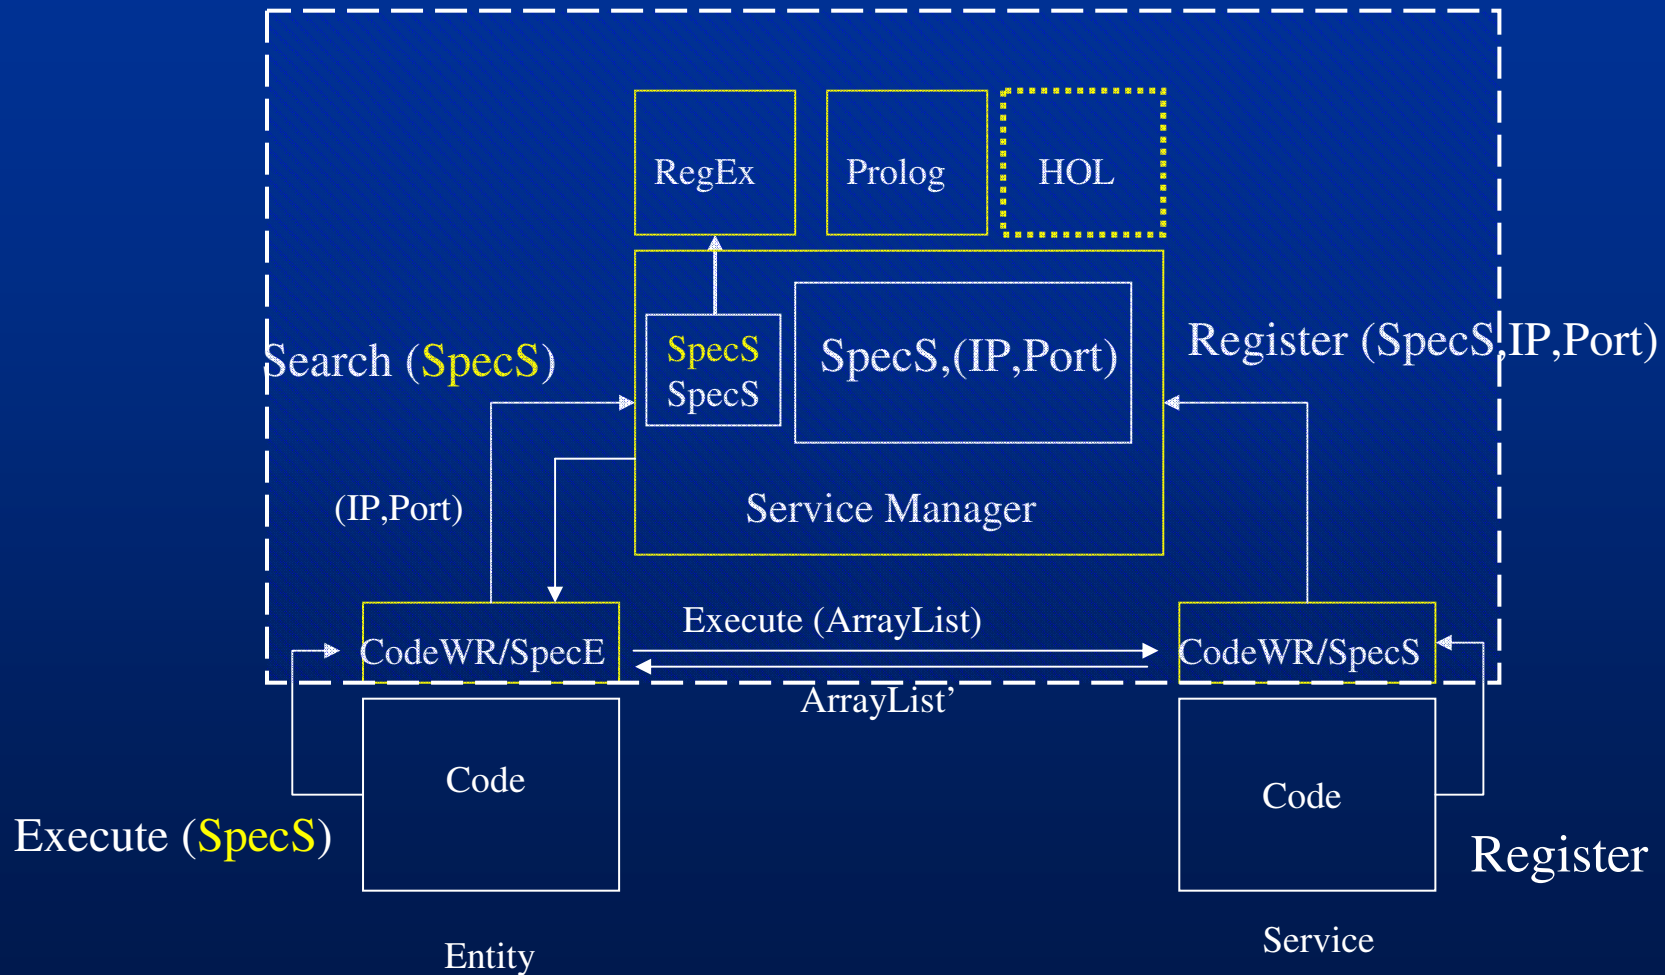 RegEx
Prolog
HOL
Search (SpecS)
SpecS
SpecS
SpecS,(IP,Port)
Register (SpecS,IP,Port)
(IP,Port)
Service Manager
CodeWR/SpecE
Execute (ArrayList)
CodeWR/SpecS
ArrayList’
Code
Code
Execute (SpecS)
Register
Entity
Service